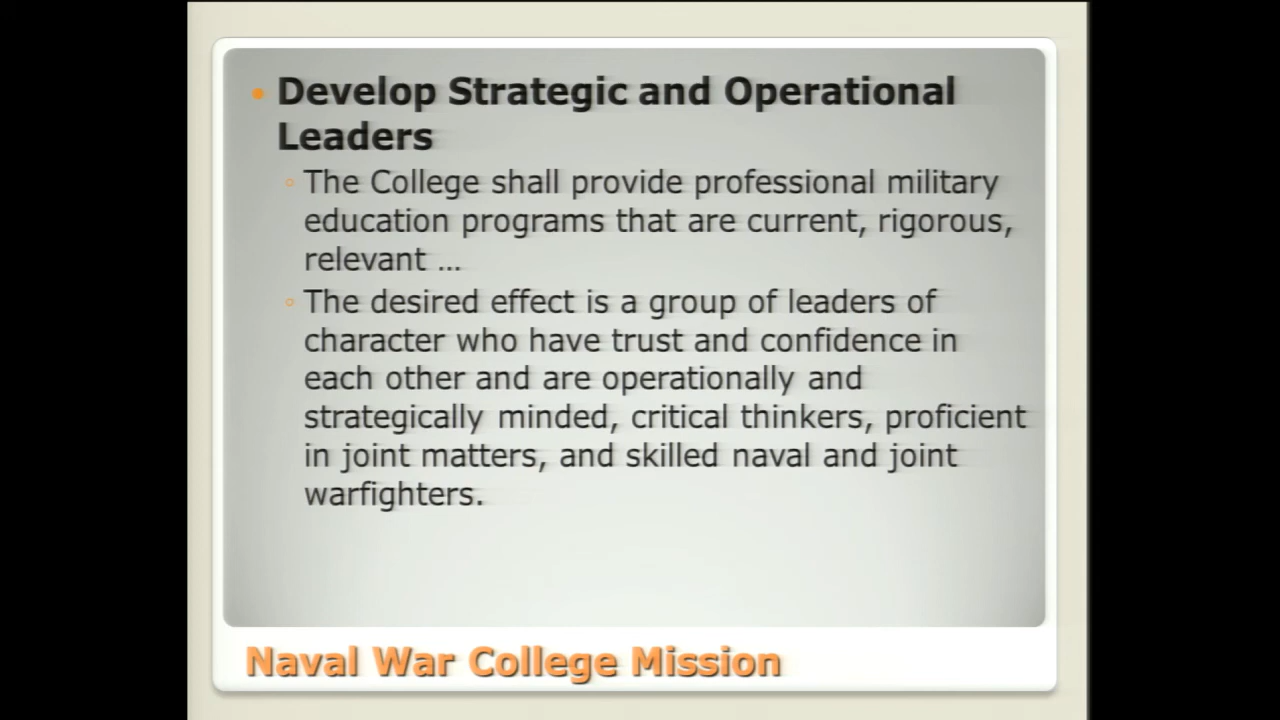 • Develop Strategic and Operational
Leaders
◦ The College shall provide professional military
education programs that are current, rigorous,
relevant ...
◦ The desired effect is a group of leaders of
character who have trust and confidence in
each other and are operationally and
strategically minded, critical thinkers, proficient
in joint matters, and skilled naval and joint
warfighters.
Naval War College Mission